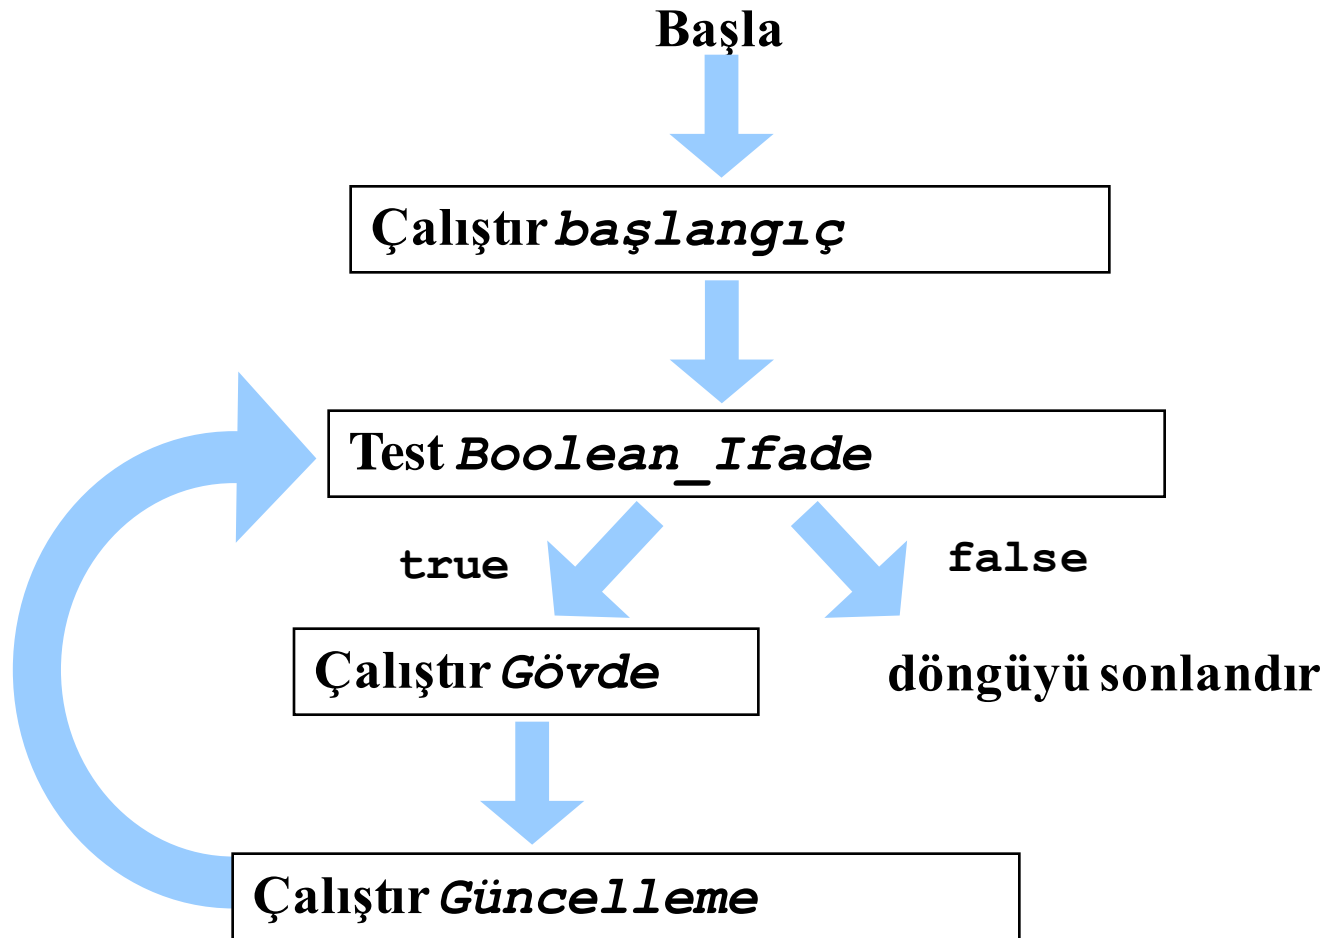 Başla
Çalıştır başlangıç
Test Boolean_Ifade
true
false
Çalıştır Gövde
döngüyü sonlandır
Çalıştır Güncelleme